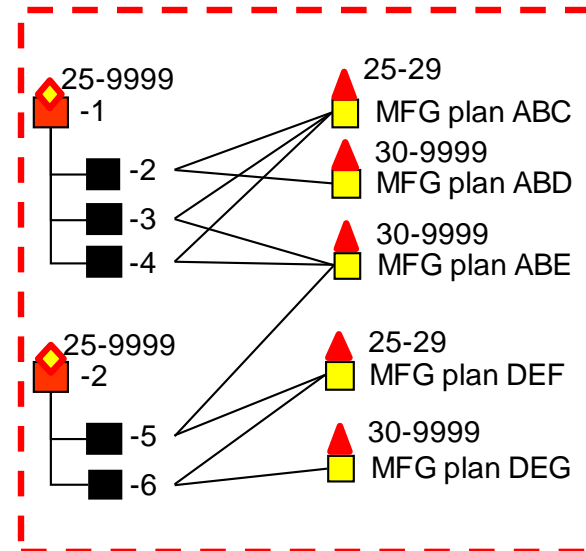 25-9999
-1
-2
-3
-4
25-9999
-2
-5
-6
25-29
MFG plan ABC
30-9999
MFG plan ABD
30-9999
MFG plan ABE
25-29
MFG plan DEF
30-9999
MFG plan DEG